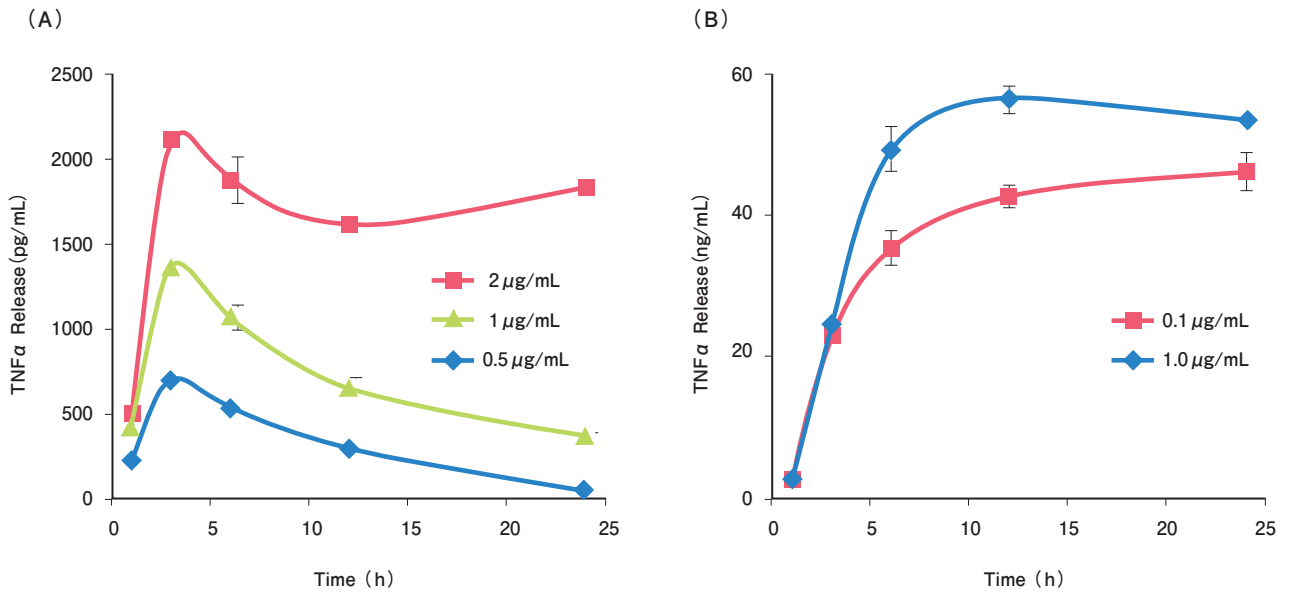 (A)
TNFα Release(pg/mL)
2500
2000
1500
1000
500
0
0 5 10 15 20 25
Time (h)
2 μg/mL
1 μg/mL
0.5 μg/mL
(B)
TNFα Release(ng/mL)
60
40
20
0
0 5 10 15 20 25
Time (h)
0.1 μg/mL
1.0 μg/mL